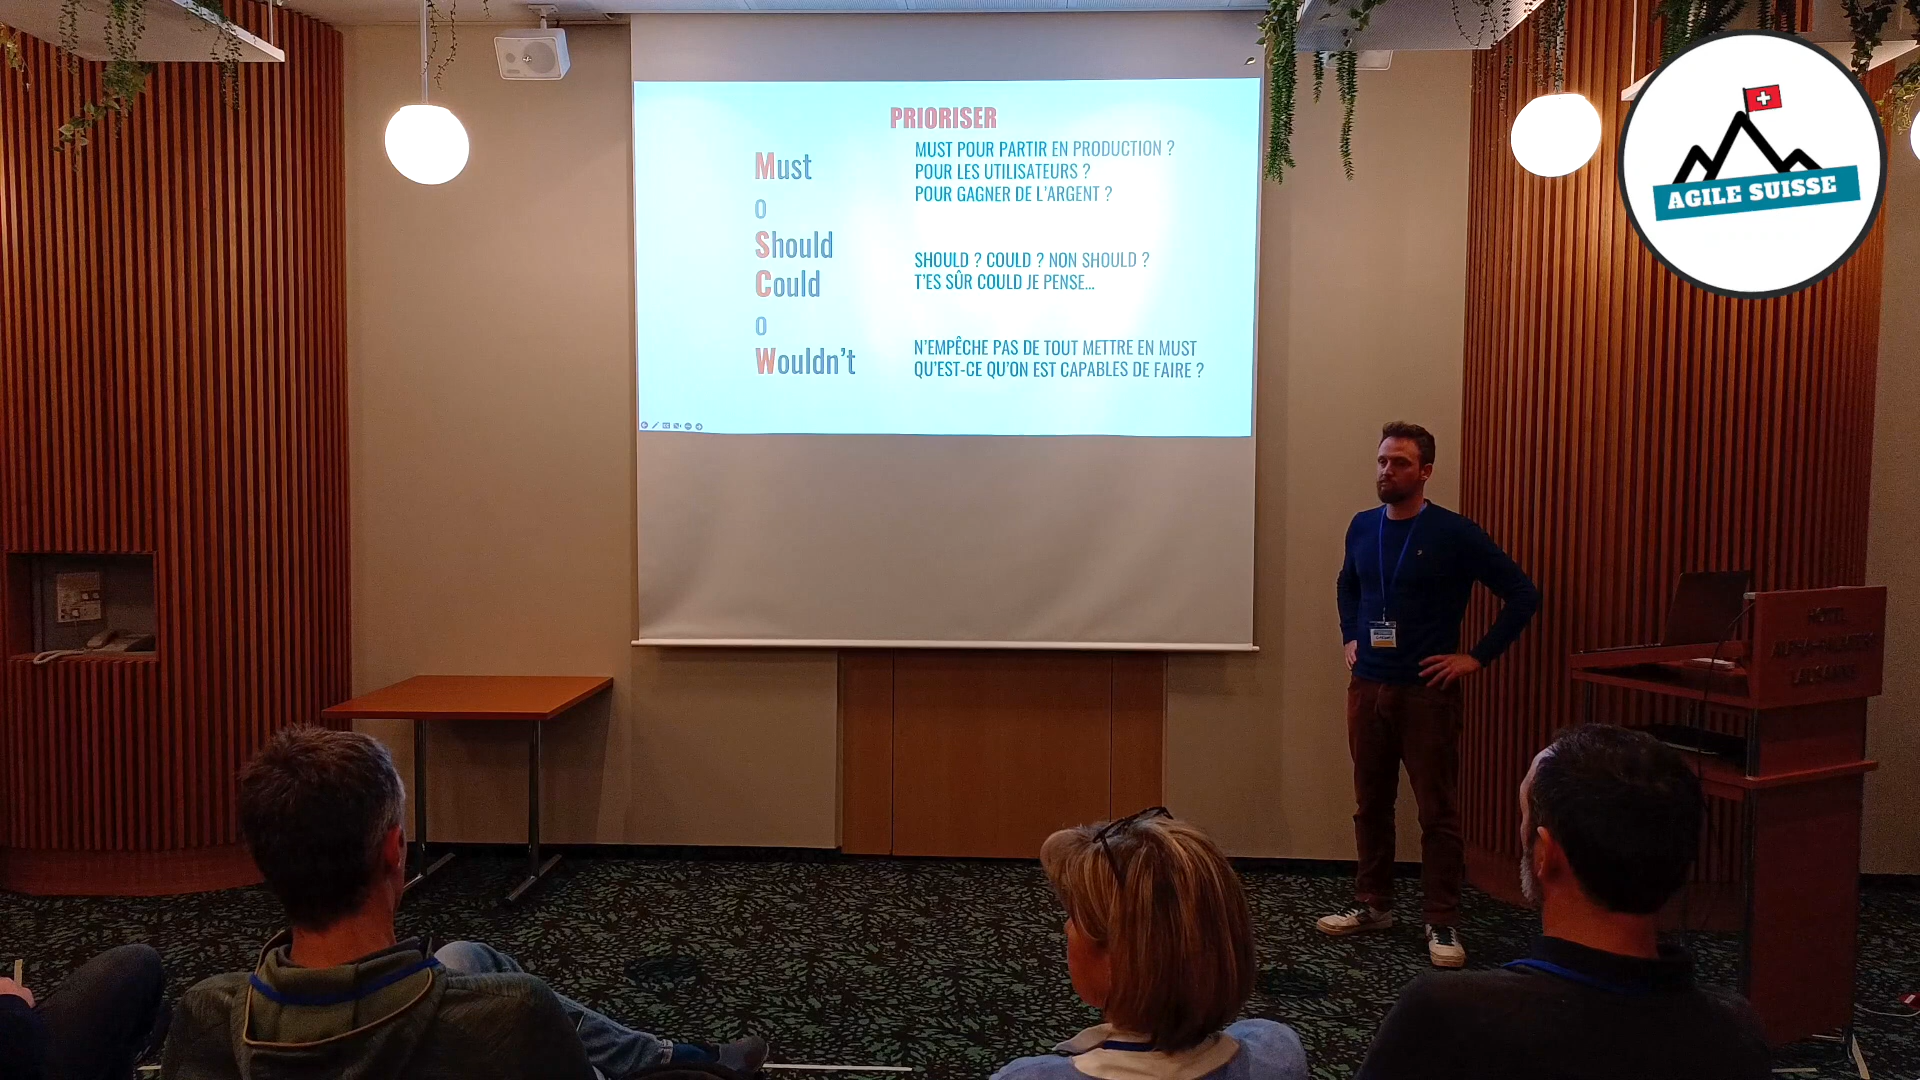 PRIORISER
Must
o
Should
Could
o
Wouldn't
MUST POUR PARTIR EN PRODUCTION ?
POUR LES UTILISATEURS ?
POUR GAGNER DE L'ARGENT ?
SHOULD ? COULD ? NON SHOULD ?
T'ES SÛR COULD JE PENSE...
N'EMPÊCHE PAS DE TOUT METTRE EN MUST
QU'EST-CE QU'ON EST CAPABLES DE FAIRE ?
AGILE SUISSE
HOTEL